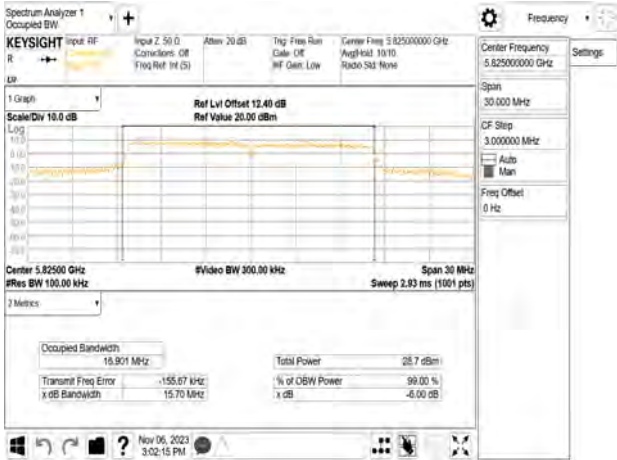 Spectrum Analyzer 1
Occupied BW
+
Frequency
KEYSIGHT
Input: RF
Input Z: 50 Ω
Atten: 20 dB
Trig: Free Run
Center Freq: 5.825000000 GHz
R
Corrections: Off
Gate: Off
Avg|Hold: 10/10
Freq Ref: Int (S)
#IF Gain: Low
Radio Std: None
Center Frequency
5.825000000 GHz
Settings
Span
30.000 MHz
CF Step
3.000000 MHz
Auto
Man
Freq Offset
0 Hz
1 Graph
Ref Lvl Offset 12.40 dB
Scale/Div 10.0 dB
Ref Value 20.00 dBm
Log
10.0
0.00
Center 5.82500 GHz
#Video BW 300.00 kHz
Span 30 MHz
#Res BW 100.00 kHz
Sweep 2.93 ms (1001 pts)
2 Metrics
Occupied Bandwidth
16.901 MHz
Total Power
28.7 dBm
Transmit Freq Error
-155.67 kHz
% of OBW Power
99.00 %
x dB Bandwidth
15.70 MHz
x dB
-6.00 dB
?
Nov 06, 2023
3:02:15 PM